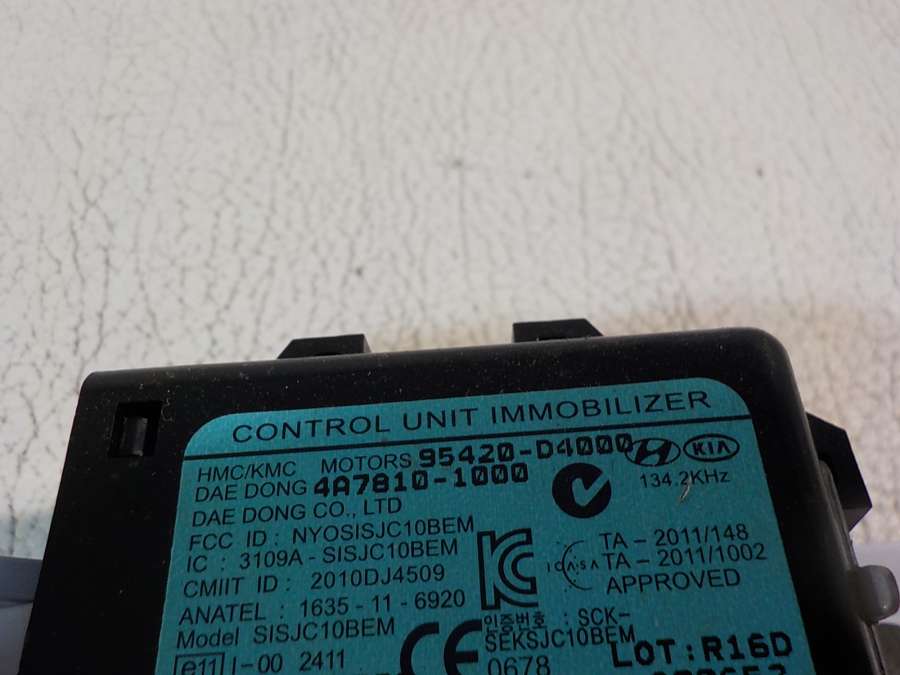 CONTROL UNIT IMMOBILIZER
HMC/KMC MOTORS 95420-D4000 KIA
DAE DONG 4A7810-1000 134.2KHz
DAE DONG CO., LTD
FCC ID : NYOSISJC10BEM
IC : 3109A - SISJC10BEM
CMIIT ID : 2010DJ4509
ANATEL : 1635 - 11 - 6920
Model SISJC10BEM
e11 I-00 2411
ICASA
TA - 2011/148
TA - 2011/1002
APPROVED
인증번호 : SCK-
SEKSJC10BEM
CE 0678
LOT:R16D